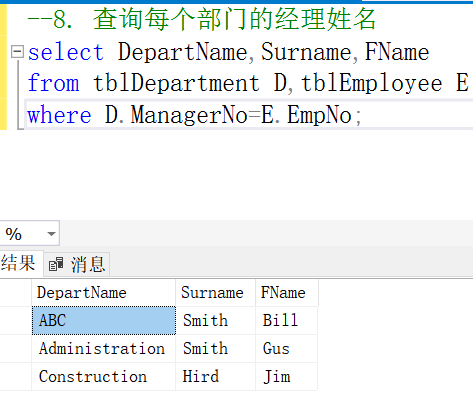 --8. 查询每个部门的经理姓名
select DepartName,Surname,FName
from tblDepartment D,tblEmployee E
where D.ManagerNo=E.EmpNo;
%
结果 消息
DepartName Surname FName
ABC Smith Bill
Administration Smith Gus
Construction Hird Jim